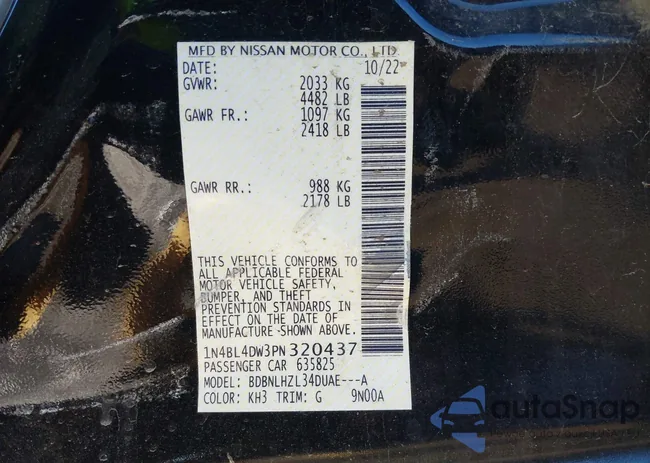 MFD BY NISSAN MOTOR CO., LTD.
DATE: 10/22
GVWR: 2033 KG
4482 LB
GAWR FR.: 1097 KG
2418 LB
GAWR RR.: 988 KG
2178 LB
THIS VEHICLE CONFORMS TO
ALL APPLICABLE FEDERAL
MOTOR VEHICLE SAFETY,
BUMPER, AND THEFT
PREVENTION STANDARDS IN
EFFECT ON THE DATE OF
MANUFACTURE SHOWN ABOVE.
1N4BL4DW3PN320437
PASSENGER CAR 635825
MODEL: BDBNLHZL34DUAE---A
COLOR: KH3 TRIM: G 9N00A
autoSnap